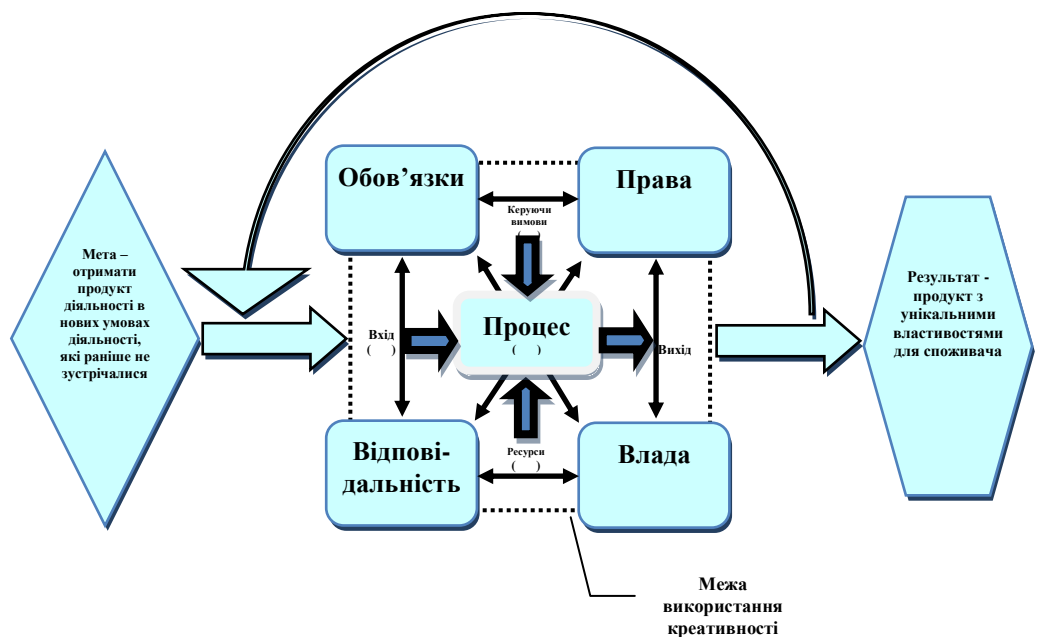 Обов’язки
Права
Керуючи
вимови
( )
Мета –
отримати
продукт
діяльності в
нових умовах
діяльності,
які раніше не
зустрічалися
Вхід
( )
Процес
( )
Вихід
Результат -
продукт з
унікальними
властивостями
для споживача
Відпові-
дальність
Ресурси
( )
Влада
Межа
використання
креативності